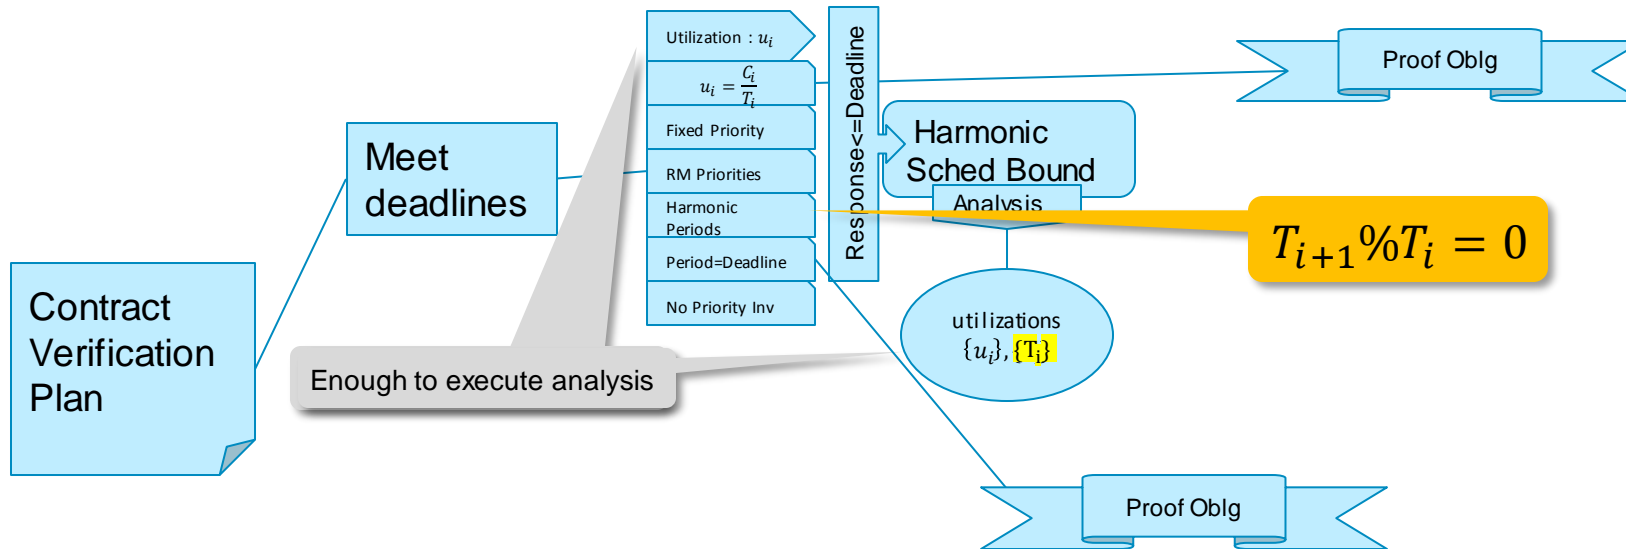 Contract
Verification
Plan
Meet
deadlines
Utilization : u_i
u_i = C_i/T_i
Fixed Priority
RM Priorities
Harmonic
Periods
Period=Deadline
No Priority Inv
Response<=Deadline
Harmonic
Sched Bound
Analysis
utilizations
{u_i}, {T_i}
Enough to execute analysis
T_{i+1}%T_i = 0
Proof Oblg
Proof Oblg